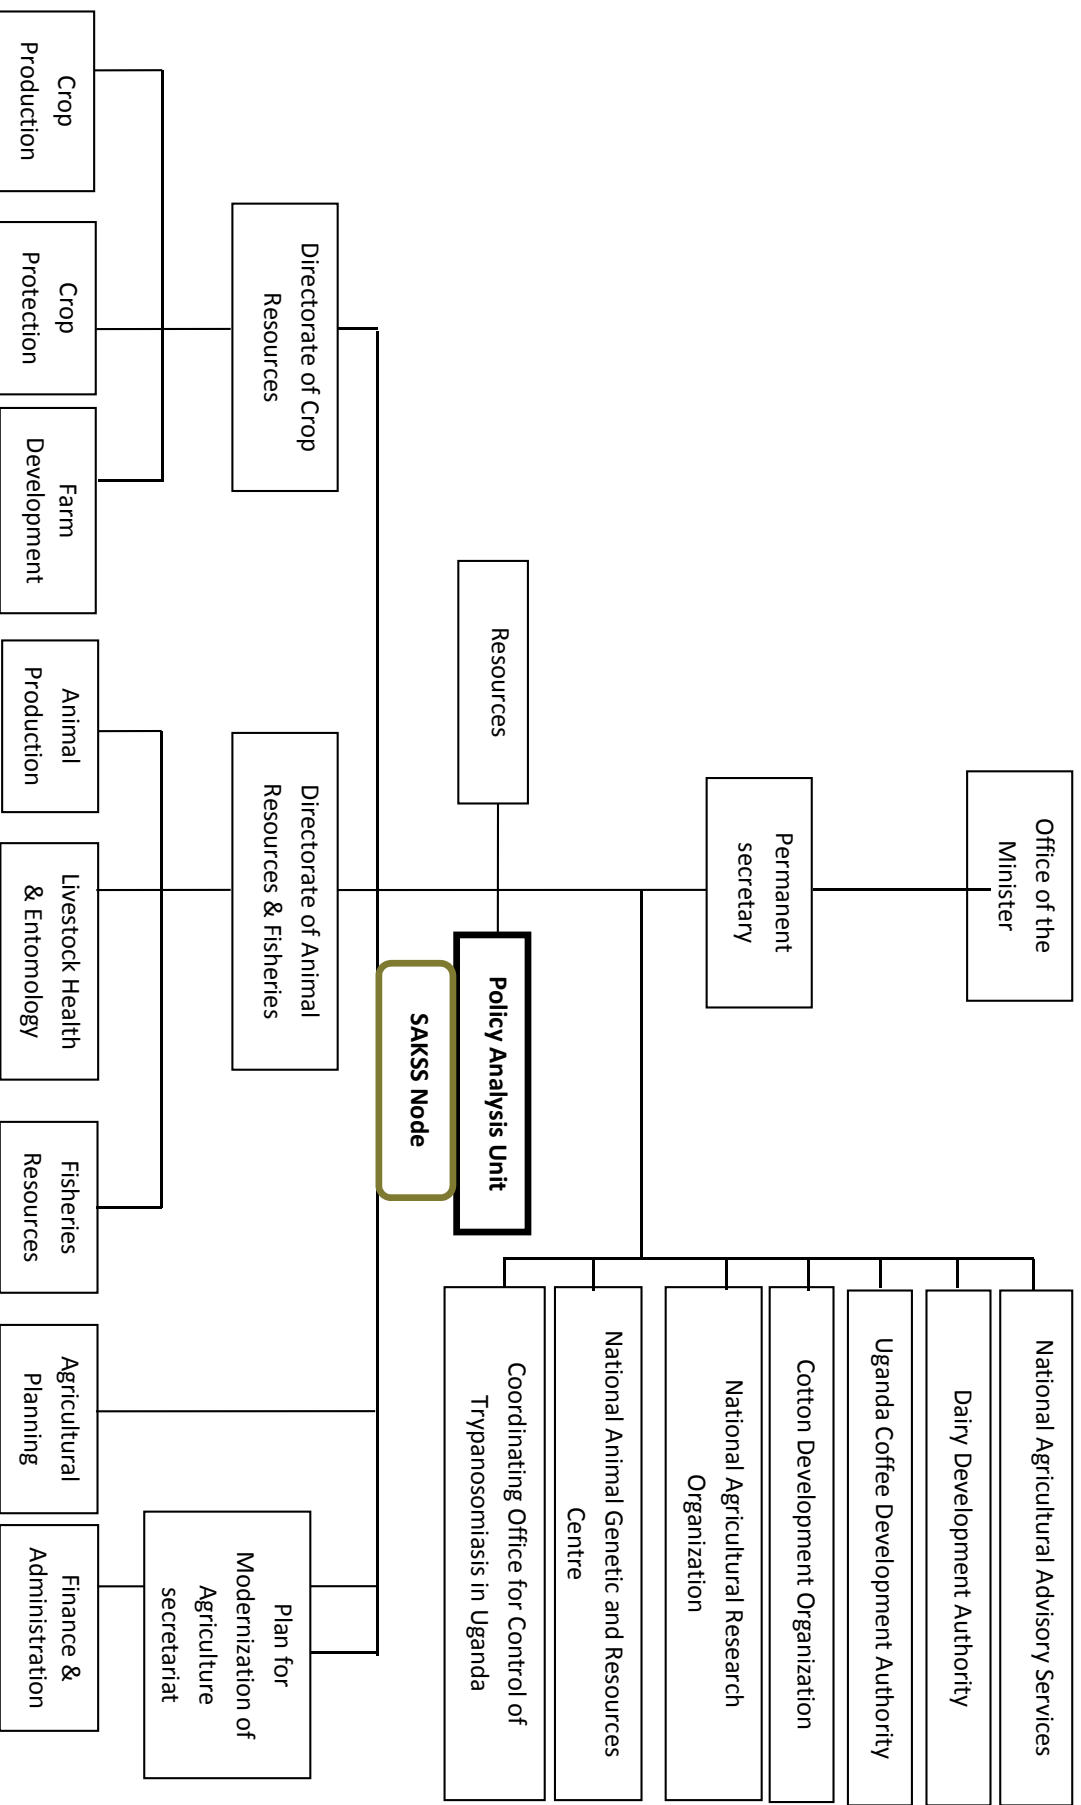 Office of the
Minister
Permanent
secretary
National Agricultural Advisory Services
Dairy Development Authority
Uganda Coffee Development Authority
Cotton Development Organization
National Agricultural Research
Organization
National Animal Genetic and Resources
Centre
Coordinating Office for Control of
Trypanosomiasis in Uganda
Resources
Policy Analysis Unit
SAKSS Node
Directorate of Crop
Resources
Directorate of Animal
Resources & Fisheries
Plan for
Modernization of
Agriculture
secretariat
Crop
Production
Crop
Protection
Farm
Development
Animal
Production
Livestock Health
& Entomology
Fisheries
Resources
Agricultural
Planning
Finance &
Administration